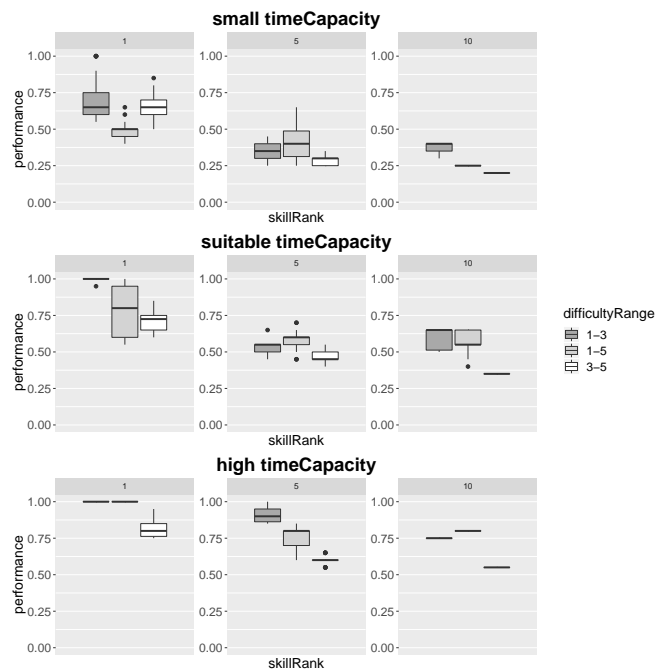 small timeCapacity
1 5 10
1.00 1.00 1.00
0.75 0.75 0.75
0.50 0.50 0.50
0.25 0.25 0.25
0.00 0.00 0.00
performance
skillRank
suitable timeCapacity
1 5 10
1.00 1.00 1.00
0.75 0.75 0.75
0.50 0.50 0.50
0.25 0.25 0.25
0.00 0.00 0.00
performance
skillRank
difficultyRange
1−3
1−5
3−5
high timeCapacity
1 5 10
1.00 1.00 1.00
0.75 0.75 0.75
0.50 0.50 0.50
0.25 0.25 0.25
0.00 0.00 0.00
performance
skillRank